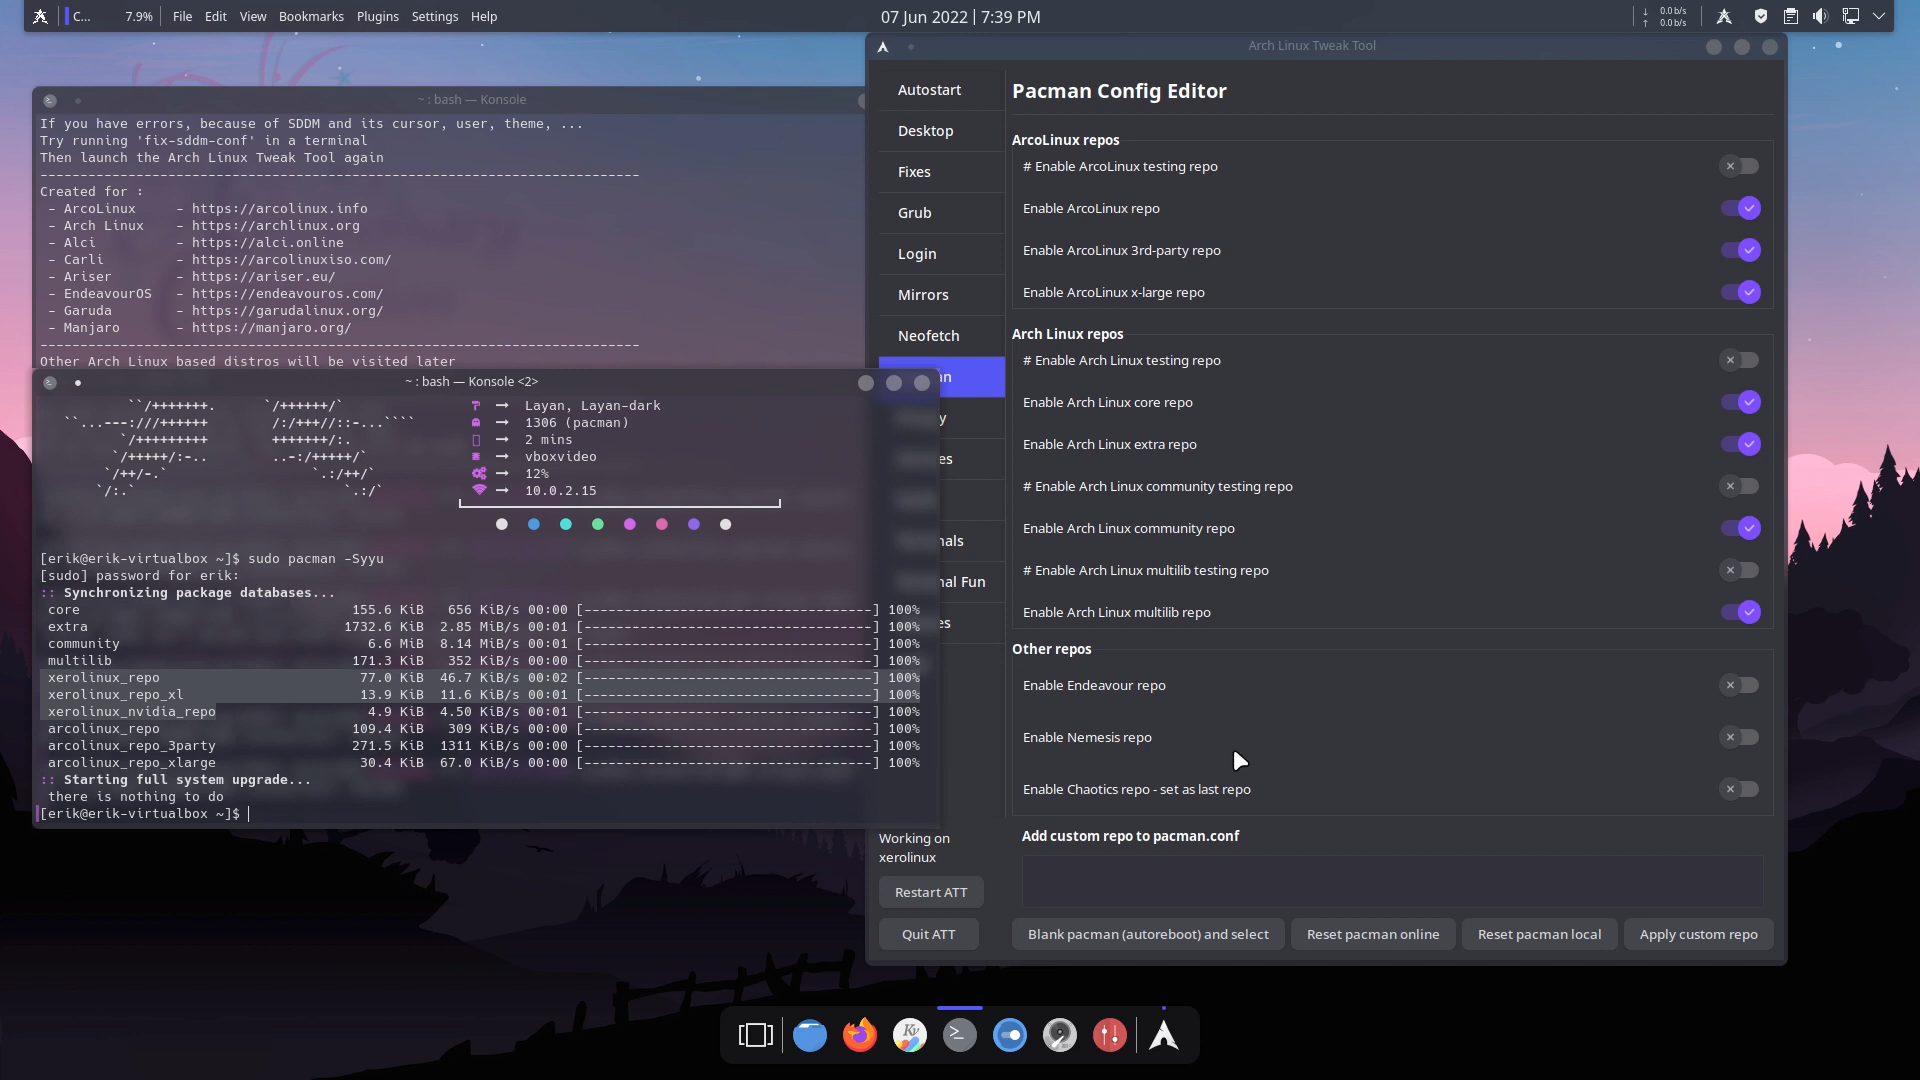 C... 7.9% File Edit View Bookmarks Plugins Settings Help
07 Jun 2022 | 7:39 PM
↓ 0.0 b/s
↑ 0.0 b/s
~ : bash — Konsole
If you have errors, because of SDDM and its cursor, user, theme, ...
Try running 'fix-sddm-conf' in a terminal
Then launch the Arch Linux Tweak Tool again
---------------------------------------------------------------------------
Created for :
- ArcoLinux - https://arcolinux.info
- Arch Linux - https://archlinux.org
- Alci - https://alci.online
- Carli - https://arcolinuxiso.com/
- Ariser - https://ariser.eu/
- EndeavourOS - https://endeavouros.com/
- Garuda - https://garudalinux.org/
- Manjaro - https://manjaro.org/
---------------------------------------------------------------------------
Other Arch Linux based distros will be visited later
~ : bash — Konsole <2>
→ Layan, Layan-dark
→ 1306 (pacman)
→ 2 mins
→ vboxvideo
→ 12%
→ 10.0.2.15
[erik@erik-virtualbox ~]$ sudo pacman -Syyu
[sudo] password for erik:
:: Synchronizing package databases...
core 155.6 KiB 656 KiB/s 00:00 [------------------------------------] 100%
extra 1732.6 KiB 2.85 MiB/s 00:01 [------------------------------------] 100%
community 6.6 MiB 8.14 MiB/s 00:01 [------------------------------------] 100%
multilib 171.3 KiB 352 KiB/s 00:00 [------------------------------------] 100%
xerolinux_repo 77.0 KiB 46.7 KiB/s 00:02 [------------------------------------] 100%
xerolinux_repo_xl 13.9 KiB 11.6 KiB/s 00:01 [------------------------------------] 100%
xerolinux_nvidia_repo 4.9 KiB 4.50 KiB/s 00:01 [------------------------------------] 100%
arcolinux_repo 109.4 KiB 309 KiB/s 00:00 [------------------------------------] 100%
arcolinux_repo_3party 271.5 KiB 1311 KiB/s 00:00 [------------------------------------] 100%
arcolinux_repo_xlarge 30.4 KiB 67.0 KiB/s 00:00 [------------------------------------] 100%
:: Starting full system upgrade...
there is nothing to do
[erik@erik-virtualbox ~]$
Arch Linux Tweak Tool
Autostart
Desktop
Fixes
Grub
Login
Mirrors
Neofetch
Working on
xerolinux
Restart ATT
Quit ATT
Pacman Config Editor
ArcoLinux repos
# Enable ArcoLinux testing repo
Enable ArcoLinux repo
Enable ArcoLinux 3rd-party repo
Enable ArcoLinux x-large repo
Arch Linux repos
# Enable Arch Linux testing repo
Enable Arch Linux core repo
Enable Arch Linux extra repo
# Enable Arch Linux community testing repo
Enable Arch Linux community repo
# Enable Arch Linux multilib testing repo
Enable Arch Linux multilib repo
Other repos
Enable Endeavour repo
Enable Nemesis repo
Enable Chaotics repo - set as last repo
Add custom repo to pacman.conf
Blank pacman (autoreboot) and select
Reset pacman online
Reset pacman local
Apply custom repo